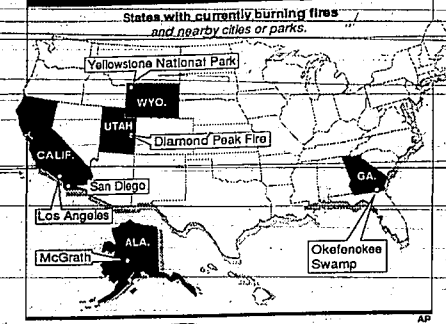 States with currently burning fires
and nearby cities or parks.
Yellowstone National Park
WYO.
UTAH
Diamond Peak Fire
CALIF.
San Diego
Los Angeles
GA.
ALA.
McGrath
Okefenokee
Swamp
AP